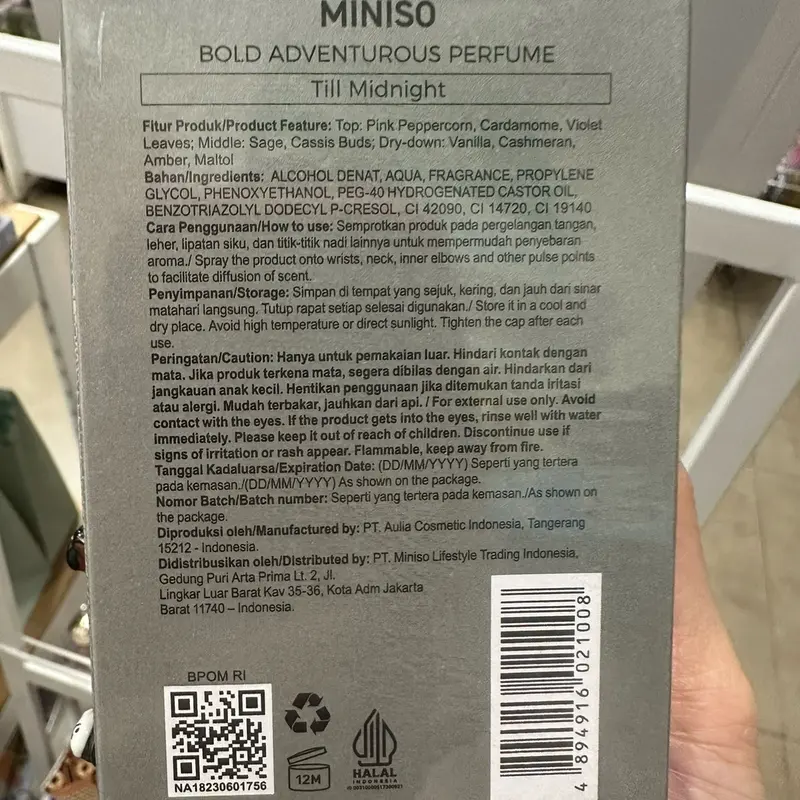 MINISO
BOLD ADVENTUROUS PERFUME
Till Midnight
Fitur Produk/Product Feature: Top: Pink Peppercorn, Cardamome, Violet
Leaves; Middle: Sage, Cassis Buds; Dry-down: Vanilla, Cashmeran,
Amber, Maltol
Bahan/Ingredients: ALCOHOL DENAT, AQUA, FRAGRANCE, PROPYLENE
GLYCOL, PHENOXYETHANOL, PEG-40 HYDROGENATED CASTOR OIL,
BENZOTRIAZOLYL DODECYL P-CRESOL, CI 42090, CI 14720, CI 19140
Cara Penggunaan/How to use: Semprotkan produk pada pergelangan tangan,
leher, lipatan siku, dan titik-titik nadi lainnya untuk mempermudah penyebaran
aroma./ Spray the product onto wrists, neck, inner elbows and other pulse points
to facilitate diffusion of scent.
Penyimpanan/Storage: Simpan di tempat yang sejuk, kering, dan jauh dari sinar
matahari langsung. Tutup rapat setiap selesai digunakan./ Store it in a cool and
dry place. Avoid high temperature or direct sunlight. Tighten the cap after each
use.
Peringatan/Caution: Hanya untuk pemakaian luar. Hindari kontak dengan
mata. Jika produk terkena mata, segera dibilas dengan air. Hindarkan dari
jangkauan anak kecil. Hentikan penggunaan jika ditemukan tanda iritasi
atau alergi. Mudah terbakar, jauhkan dari api. / For external use only. Avoid
contact with the eyes. If the product gets into the eyes, rinse well with water
immediately. Please keep it out of reach of children. Discontinue use if
signs of irritation or rash appear. Flammable, keep away from fire.
Tanggal Kadaluarsa/Expiration Date: (DD/MM/YYYY) Seperti yang tertera
pada kemasan./(DD/MM/YYYY) As shown on the package.
Nomor Batch/Batch number: Seperti yang tertera pada kemasan./As shown on
the package.
Diproduksi oleh/Manufactured by: PT. Aulia Cosmetic Indonesia, Tangerang
15212 - Indonesia.
Didistribusikan oleh/Distributed by: PT. Miniso Lifestyle Trading Indonesia,
Gedung Puri Arta Prima Lt. 2, Jl.
Lingkar Luar Barat Kav 35-36, Kota Adm Jakarta
Barat 11740 – Indonesia.
BPOM RI
NA18230601756
12M
HALAL
INDONESIA
4 894916 021008